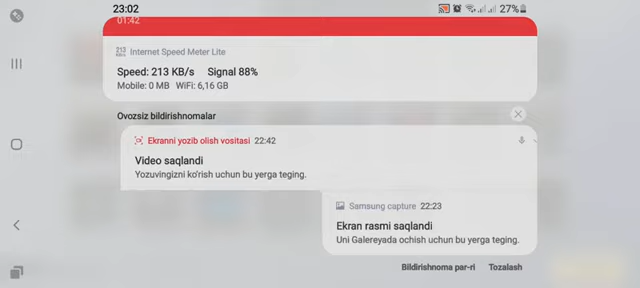 23:02
27%
01:42
213 KB/s
Internet Speed Meter Lite
Speed: 213 KB/s Signal 88%
Mobile: 0 MB WiFi: 6,16 GB
Ovozsiz bildirishnomalar
Ekranni yozib olish vositasi 22:42
Video saqlandi
Yozuvingizni ko'rish uchun bu yerga teging.
Samsung capture 22:23
Ekran rasmi saqlandi
Uni Galereyada ochish uchun bu yerga teging.
Bildirishnoma par-ri Tozalash